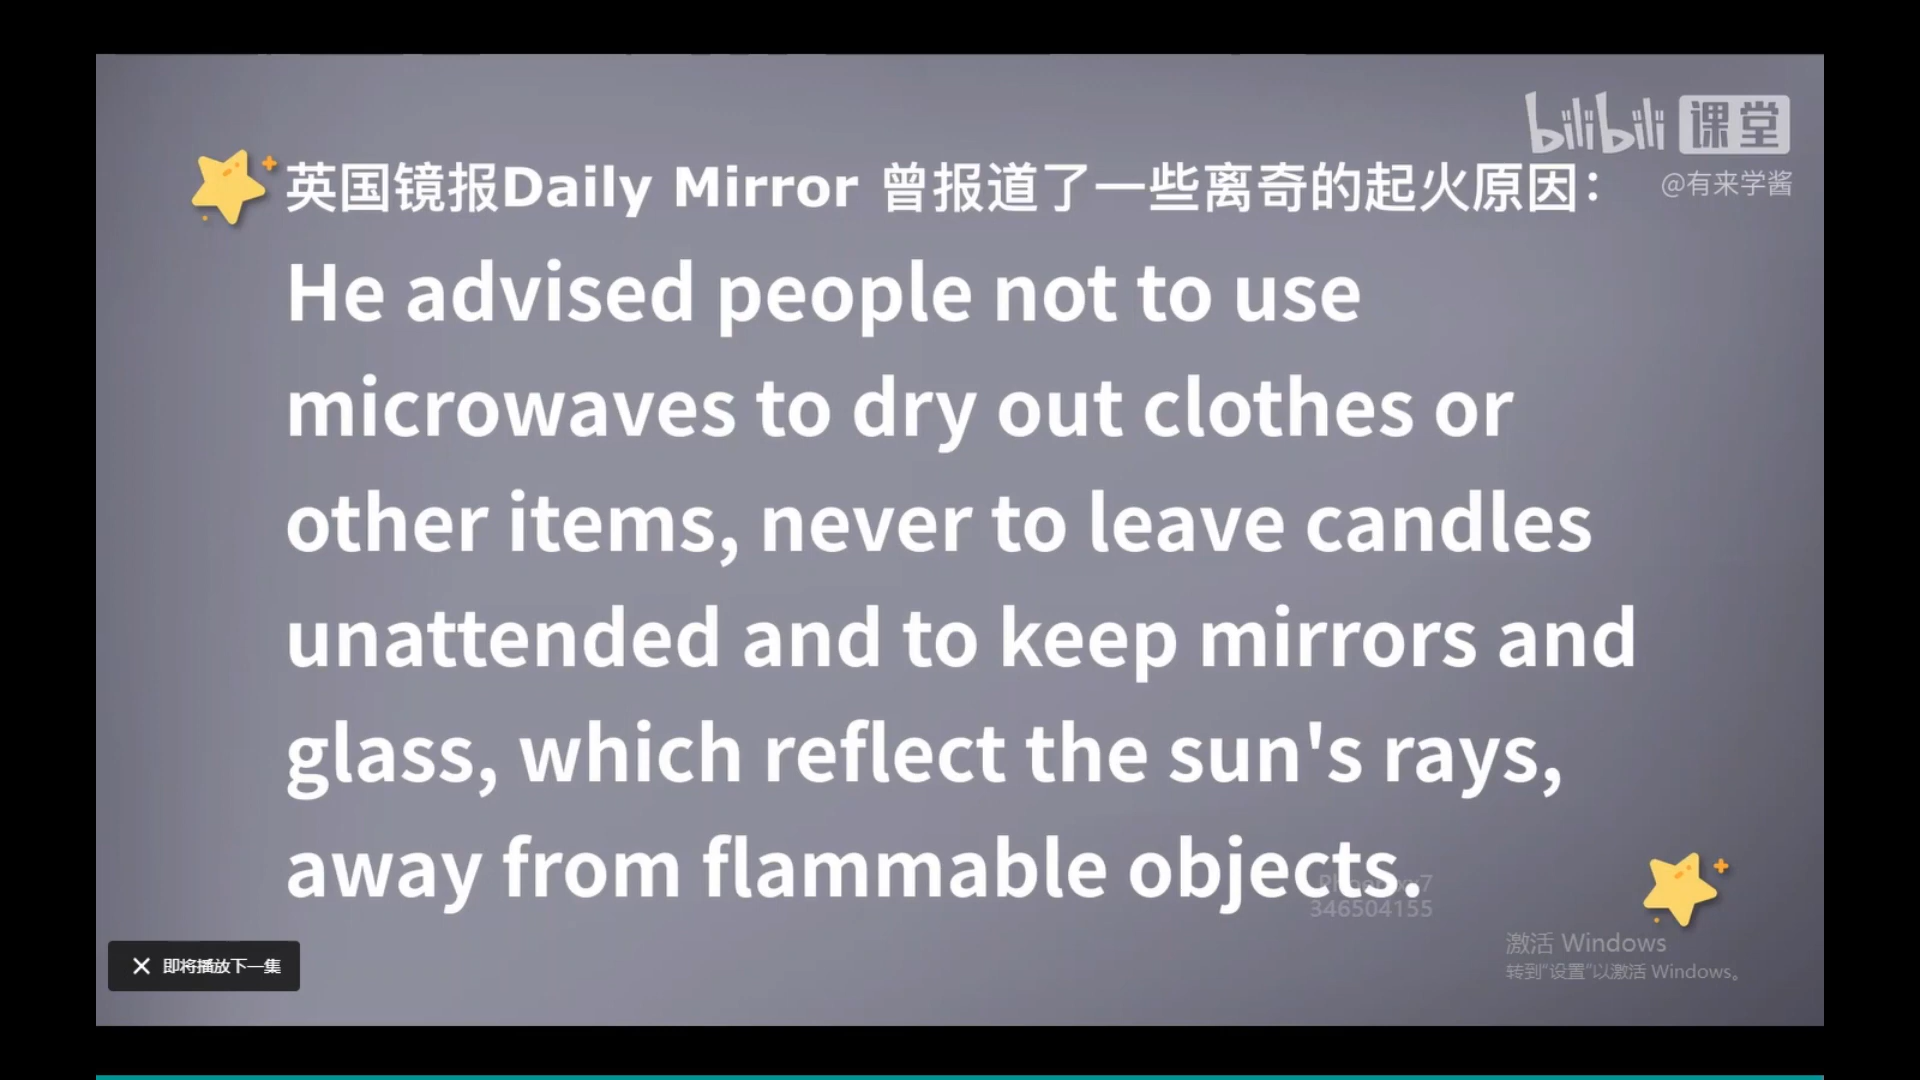 bilibili 课堂
@有来学酱
英国镜报Daily Mirror 曾报道了一些离奇的起火原因：
He advised people not to use
microwaves to dry out clothes or
other items, never to leave candles
unattended and to keep mirrors and
glass, which reflect the sun's rays,
away from flammable objects.
346504155
激活 Windows
转到"设置"以激活 Windows。
即将播放下一集